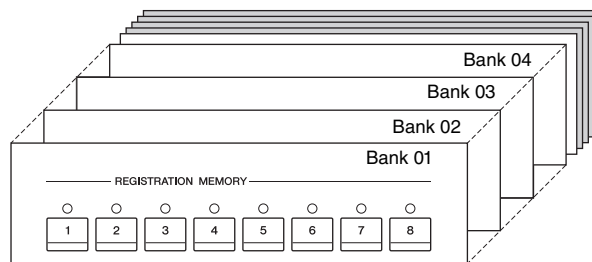 Bank 04
Bank 03
Bank 02
Bank 01
REGISTRATION MEMORY
1 2 3 4 5 6 7 8